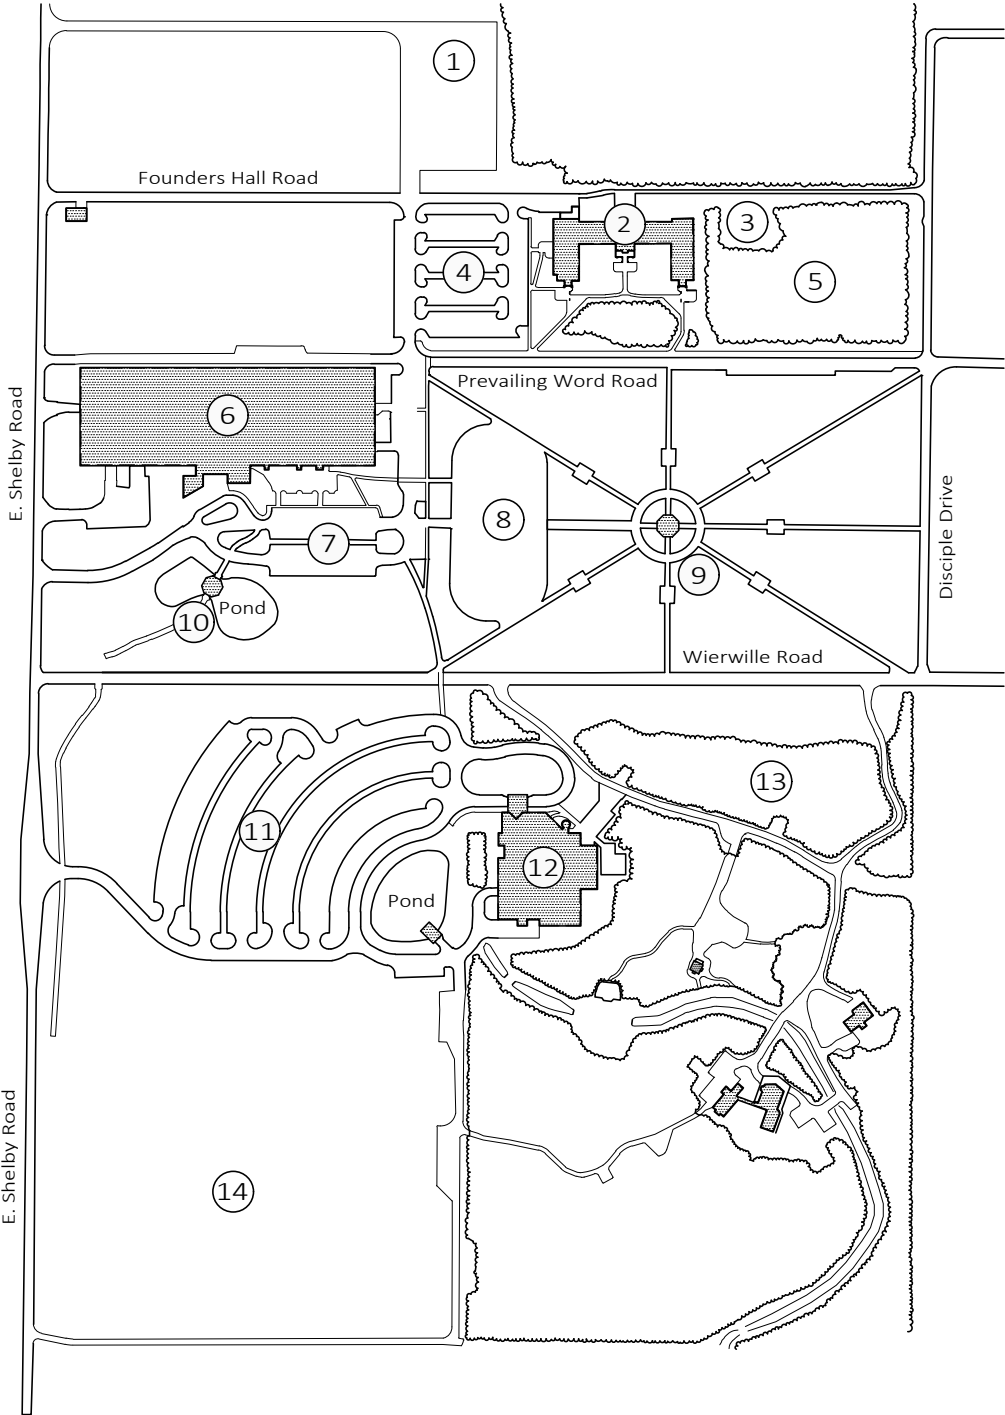 1
Founders Hall Road
2
3
4
5
Prevailing Word Road
6
E. Shelby Road
8
7
Disciple Drive
9
Pond
10
Wierwille Road
13
11
12
Pond
E. Shelby Road
14